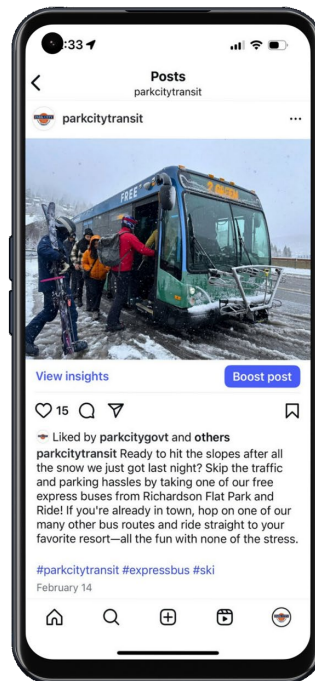 :33
Posts
parkcitytransit
parkcitytransit
FREE
View insights
Boost post
15
Liked by parkcitygovt and others
parkcitytransit Ready to hit the slopes after all
the snow we just got last night? Skip the traffic
and parking hassles by taking one of our free
express buses from Richardson Flat Park and
Ride! If you're already in town, hop on one of our
many other bus routes and ride straight to your
favorite resort—all the fun with none of the stress.
#parkcitytransit #expressbus #ski
February 14